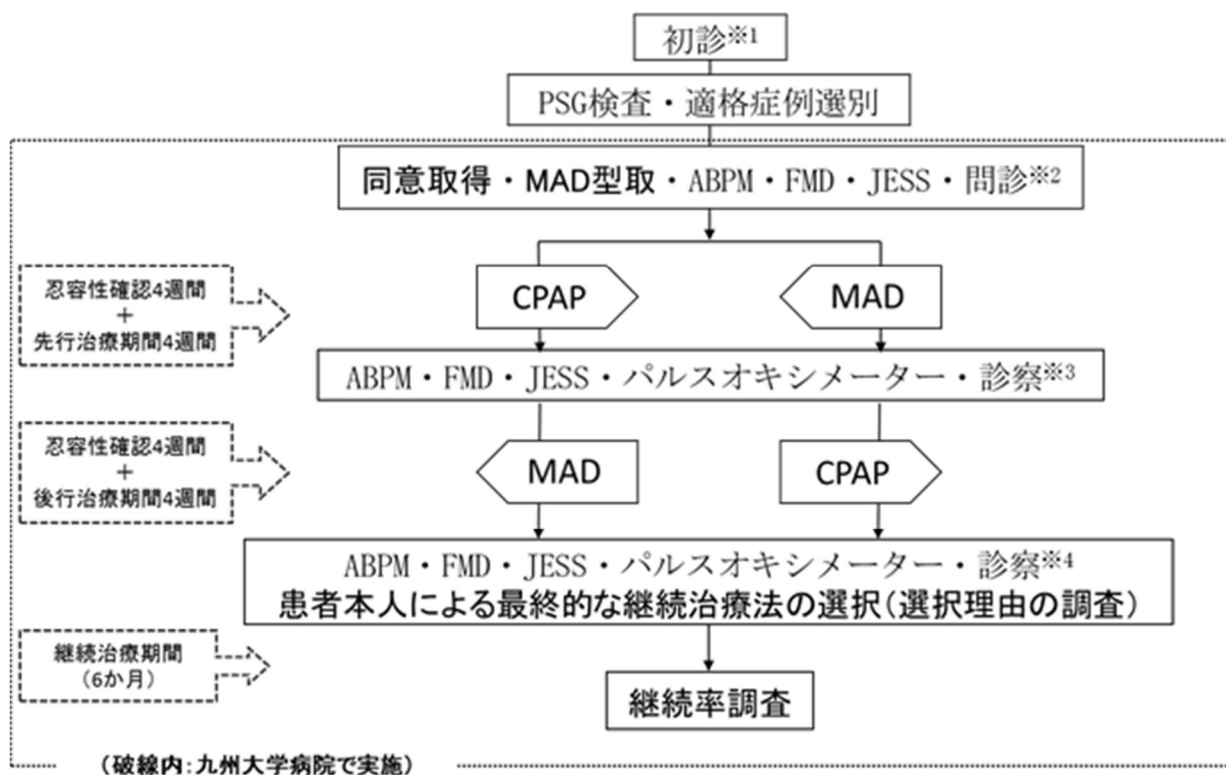 初診※1
PSG検査・適格症例選別
同意取得・MAD型取・ABPM・FMD・JESS・問診※2
忍容性確認4週間
+
先行治療期間4週間
CPAP
MAD
ABPM・FMD・JESS・パルスオキシメーター・診察※3
忍容性確認4週間
+
後行治療期間4週間
MAD
CPAP
ABPM・FMD・JESS・パルスオキシメーター・診察※4
患者本人による最終的な継続治療法の選択(選択理由の調査)
継続治療期間
(6か月)
継続率調査
(破線内:九州大学病院で実施)